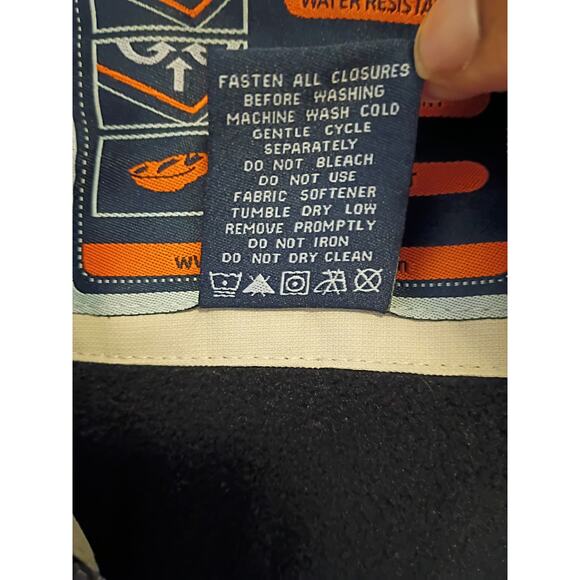 WATER RESISTA
FASTEN ALL CLOSURES
BEFORE WASHING
MACHINE WASH COLD
GENTLE CYCLE
SEPARATELY
DO NOT BLEACH
DO NOT USE
FABRIC SOFTENER
TUMBLE DRY LOW
REMOVE PROMPTLY
DO NOT IRON
DO NOT DRY CLEAN